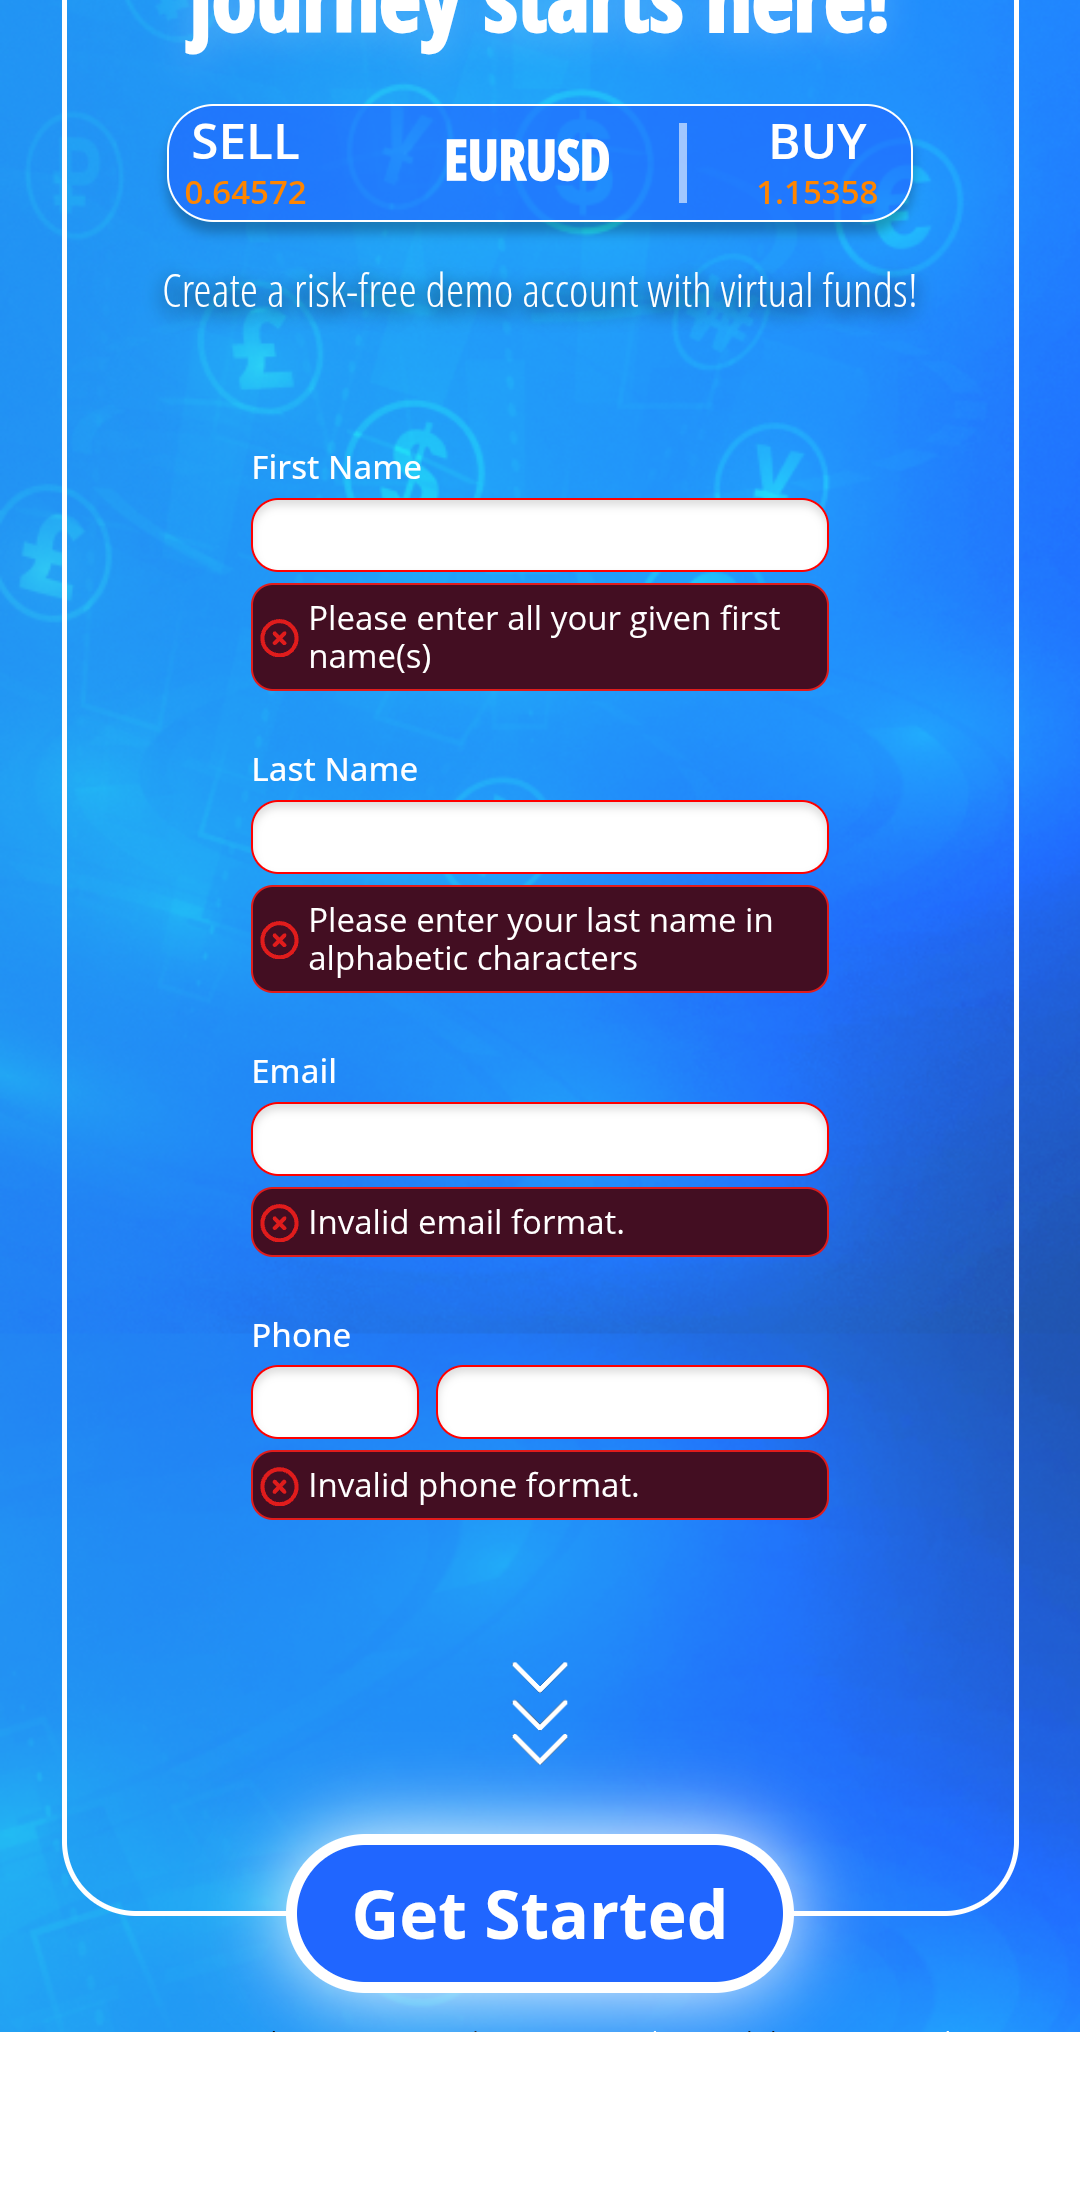 journey starts here!
SELL
0.64572
EURUSD
BUY
1.15358
Create a risk-free demo account with virtual funds!
First Name
Please enter all your given first
name(s)
Last Name
Please enter your last name in
alphabetic characters
Email
Invalid email format.
Phone
Invalid phone format.
Get Started